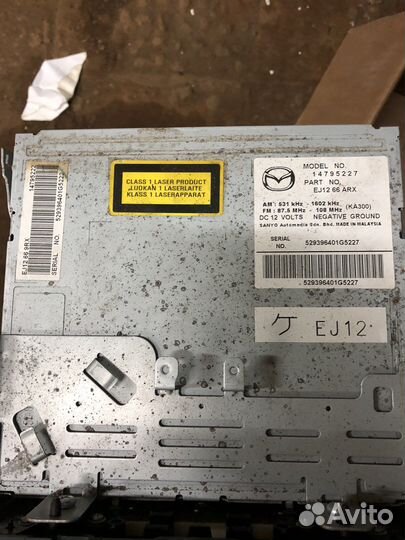 MODEL NO.
14795227
PART NO.
EJ12 66 ARX
AM : 531 kHz - 1602 kHz
FM : 87.5 MHz - 108 MHz (KA300)
DC 12 VOLTS NEGATIVE GROUND
SANYO Automedia Sdn. Bhd. MADE IN MALAYSIA
SERIAL NO.
529396401G5227
529396401G5227
CLASS 1 LASER PRODUCT
LUOKAN 1 LASERLAITE
KLASS 1 LASERAPPARAT
EJ12 66 ARX
14795227
SERIAL NO.
529396401G5227
ケ EJ12
Avito